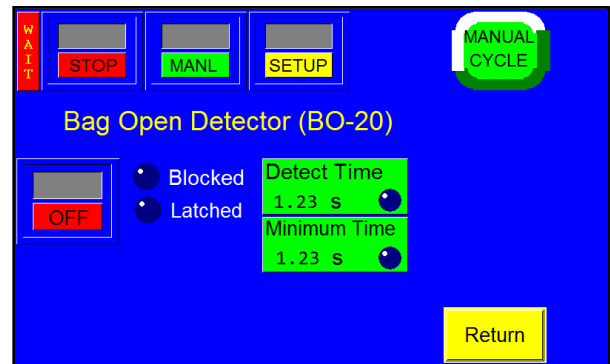 WAIT
STOP
MANL
SETUP
MANUAL
CYCLE
Bag Open Detector (BO-20)
OFF
Blocked
Latched
Detect Time
1.23 s
Minimum Time
1.23 s
Return